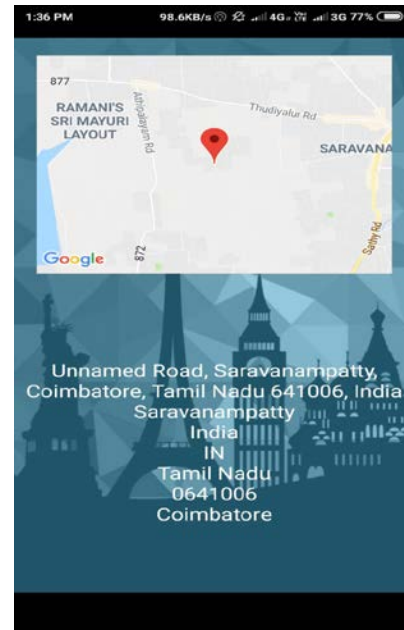 1:36 PM 98.6KB/s 4G 3G 77%
877
RAMANI'S
SRI MAYURI
LAYOUT
Athipalayam Rd
Thudiyalur Rd
SARAVANA
Sathy Rd
872
Google
Unnamed Road, Saravanampatty,
Coimbatore, Tamil Nadu 641006, India
Saravanampatty
India
IN
Tamil Nadu
0641006
Coimbatore